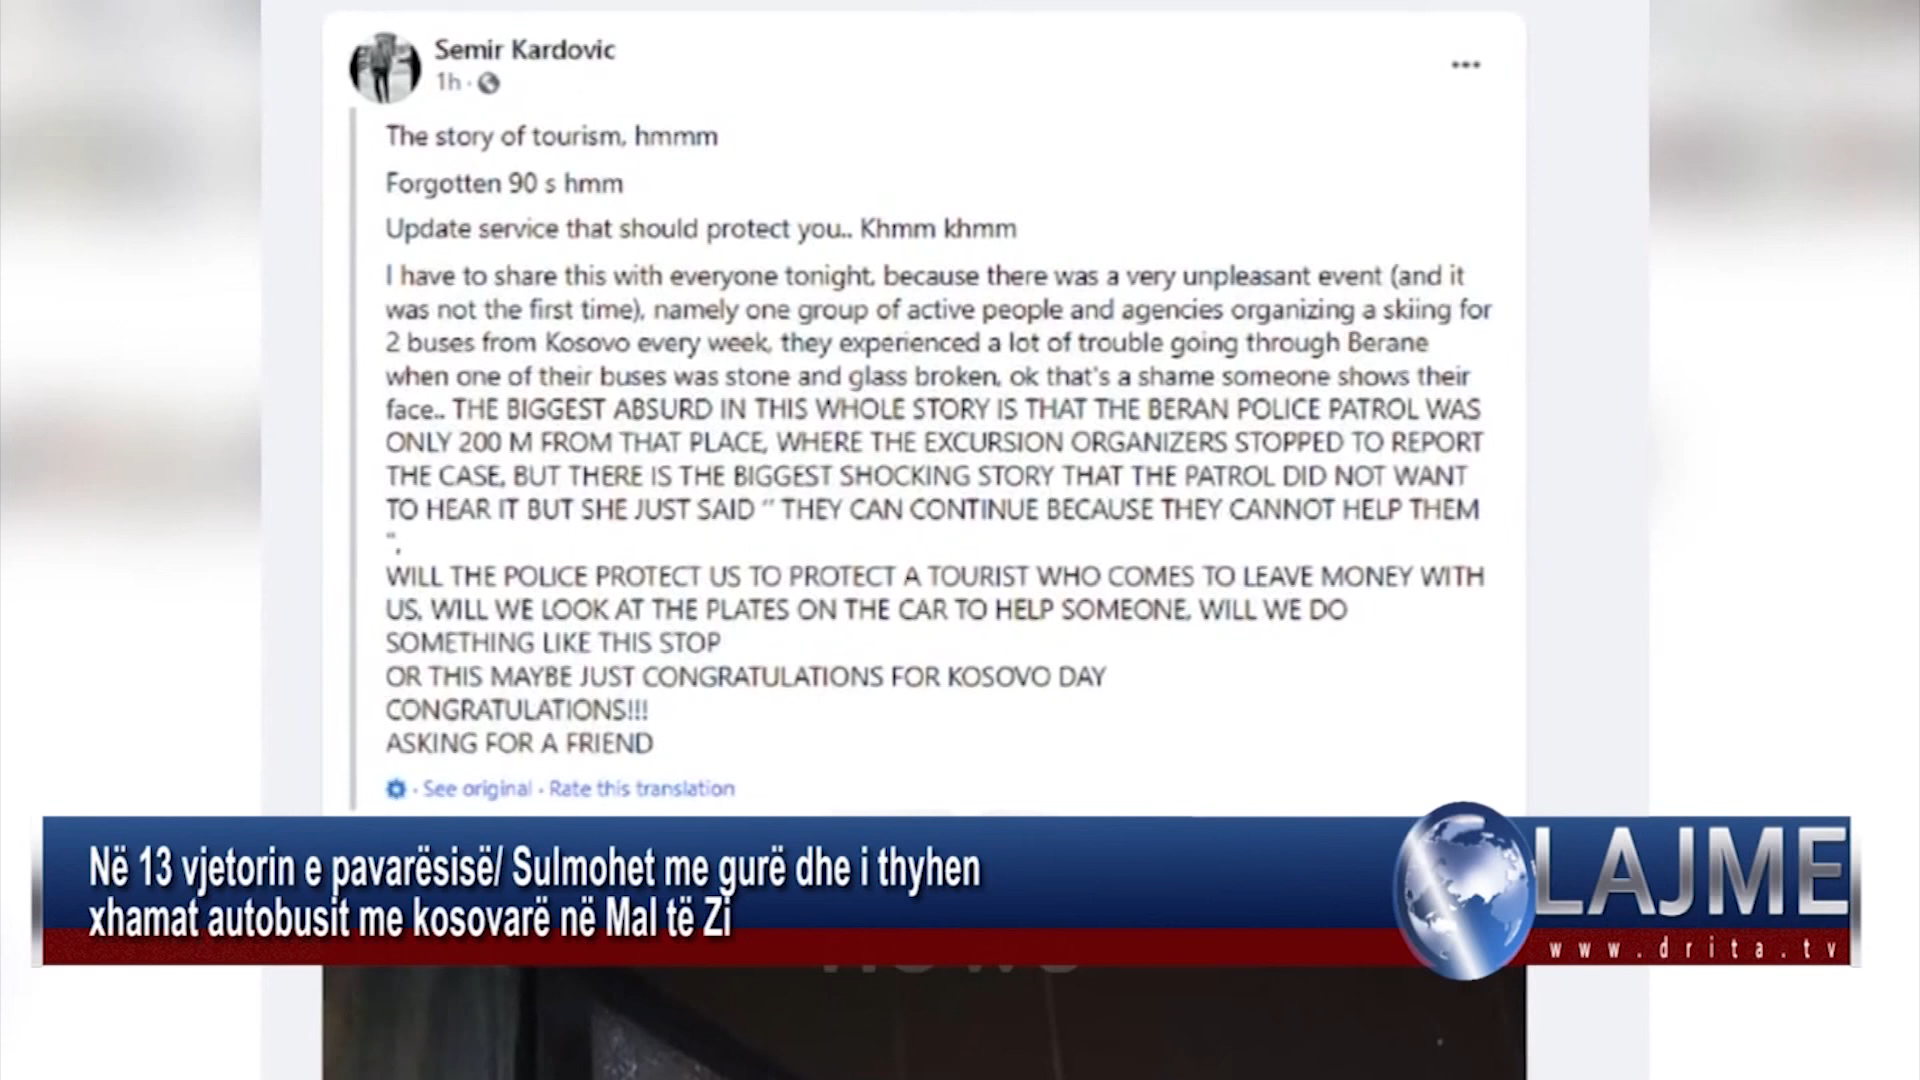 Semir Kardovic
1h ·
The story of tourism, hmmm
Forgotten 90 s hmm
Update service that should protect you.. Khmm khmm
I have to share this with everyone tonight, because there was a very unpleasant event (and it
was not the first time), namely one group of active people and agencies organizing a skiing for
2 buses from Kosovo every week, they experienced a lot of trouble going through Berane
when one of their buses was stone and glass broken, ok that's a shame someone shows their
face.. THE BIGGEST ABSURD IN THIS WHOLE STORY IS THAT THE BERAN POLICE PATROL WAS
ONLY 200 M FROM THAT PLACE, WHERE THE EXCURSION ORGANIZERS STOPPED TO REPORT
THE CASE, BUT THERE IS THE BIGGEST SHOCKING STORY THAT THE PATROL DID NOT WANT
TO HEAR IT BUT SHE JUST SAID " THEY CAN CONTINUE BECAUSE THEY CANNOT HELP THEM
",
WILL THE POLICE PROTECT US TO PROTECT A TOURIST WHO COMES TO LEAVE MONEY WITH
US, WILL WE LOOK AT THE PLATES ON THE CAR TO HELP SOMEONE, WILL WE DO
SOMETHING LIKE THIS STOP
OR THIS MAYBE JUST CONGRATULATIONS FOR KOSOVO DAY
CONGRATULATIONS!!!
ASKING FOR A FRIEND
· See original · Rate this translation
Në 13 vjetorin e pavarësisë/ Sulmohet me gurë dhe i thyhen
xhamat autobusit me kosovarë në Mal të Zi
LAJME
www.drita.tv